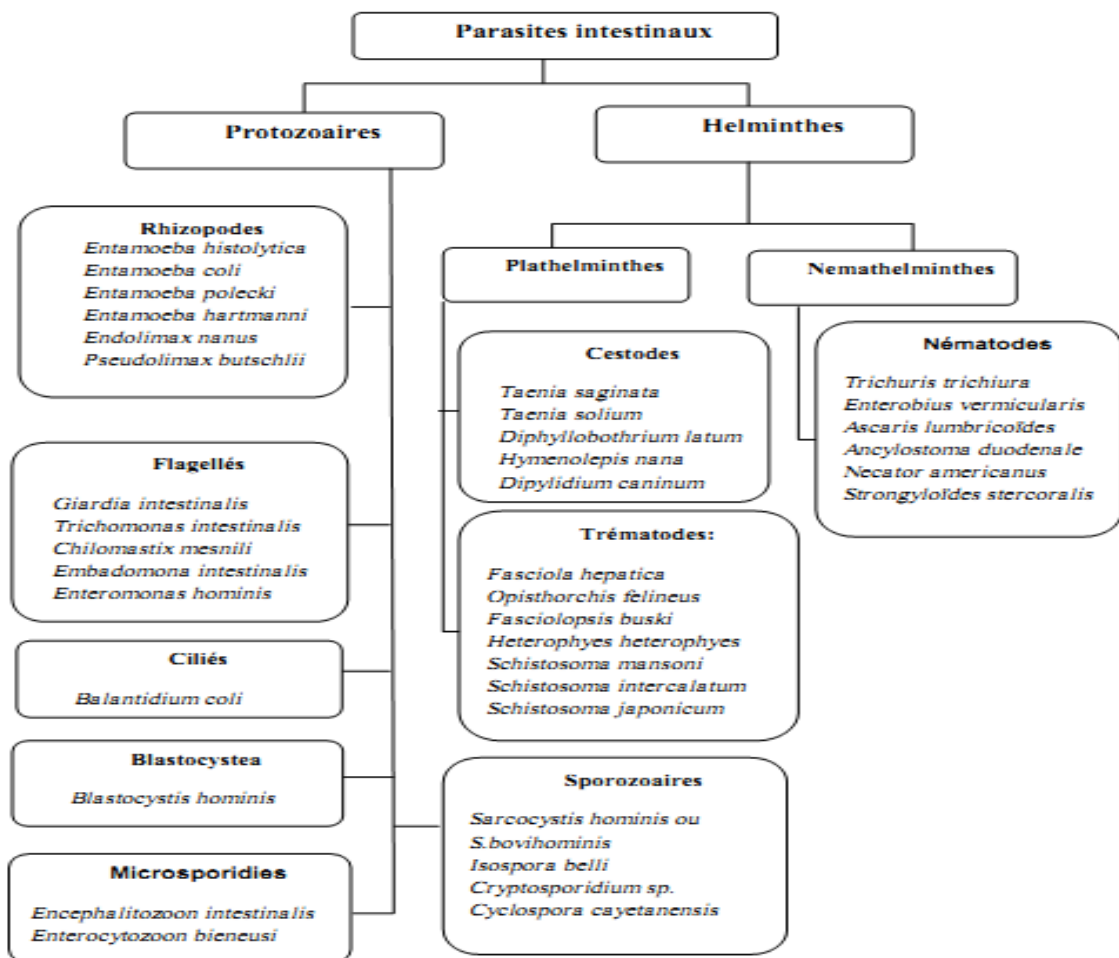 Parasites intestinaux
Protozoaires
Helminthes
Rhizopodes
Entamoeba histolytica
Entamoeba coli
Entamoeba polecki
Entamoeba hartmanni
Endolimax nanus
Pseudolimax butschlii
Flagellés
Giardia intestinalis
Trichomonas intestinalis
Chilomastix mesnili
Embadomona intestinalis
Enteromonas hominis
Ciliés
Balantidium coli
Blastocystea
Blastocystis hominis
Microsporidies
Encephalitozoon intestinalis
Enterocytozoon bieneusi
Sporozoaires
Sarcocystis hominis ou
S.bovihominis
Isospora belli
Cryptosporidium sp.
Cyclospora cayetanensis
Plathelminthes
Cestodes
Taenia saginata
Taenia solium
Diphyllobothrium latum
Hymenolepis nana
Dipylidium caninum
Trématodes:
Fasciola hepatica
Opisthorchis felineus
Fasciolopsis buski
Heterophyes heterophyes
Schistosoma mansoni
Schistosoma intercalatum
Schistosoma japonicum
Nemathelminthes
Nématodes
Trichuris trichiura
Enterobius vermicularis
Ascaris lumbricoïdes
Ancylostoma duodenale
Necator americanus
Strongyloïdes stercoralis